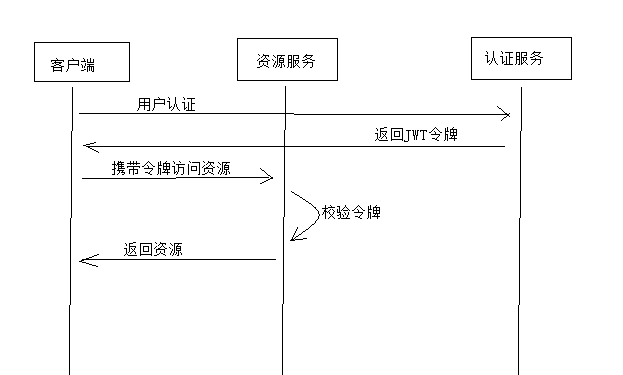 客户端
资源服务
认证服务
用户认证
返回JWT令牌
携带令牌访问资源
校验令牌
返回资源